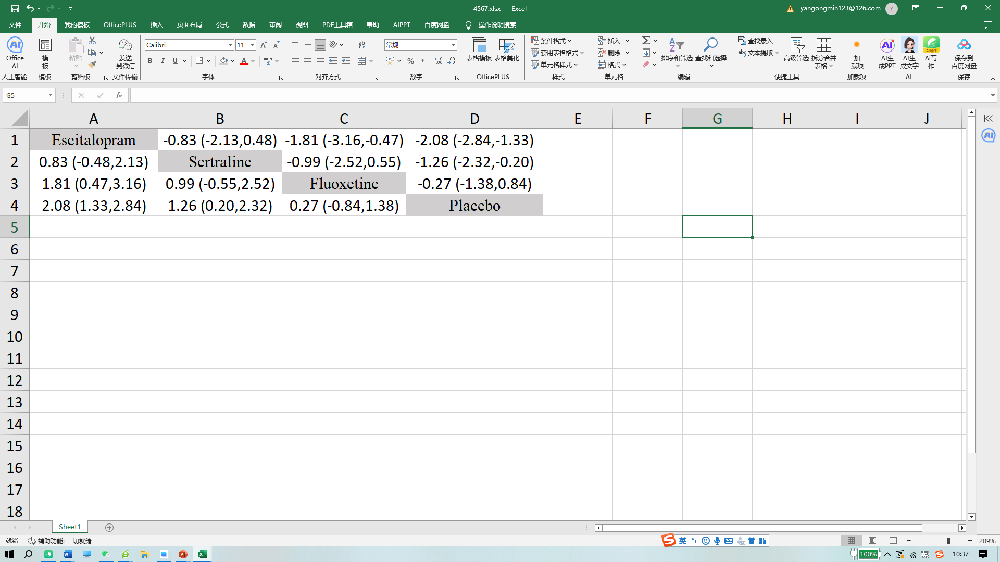 4567.xlsx - Excel
yangongmin123@126.com Y
文件 开始 我的模板 OfficePLUS 插入 页面布局 公式 数据 审阅 视图 PDF工具箱 帮助 AIPPT 百度网盘 操作说明搜索
AI
Office
AI
人工智能
模
板
模板
粘贴
剪贴板
发送
到微信
文件传输
Calibri 11
B I U
wén
字体
ab
对齐方式
常规
%
数字
表格模板 表格美化
OfficePLUS
条件格式
套用表格格式
单元格样式
样式
插入
删除
格式
单元格
排序和筛选 查找和选择
编辑
查找录入
文本提取
高级筛选 拆分合并
表格
便捷工具
加
载项
加载项
AI生
成PPT
AI生
成文字
Ai写
作
AI
保存到
百度网盘
保存
G5 fx
A B C D E F G H I J
1 Escitalopram -0.83 (-2.13,0.48) -1.81 (-3.16,-0.47) -2.08 (-2.84,-1.33)
2 0.83 (-0.48,2.13) Sertraline -0.99 (-2.52,0.55) -1.26 (-2.32,-0.20)
3 1.81 (0.47,3.16) 0.99 (-0.55,2.52) Fluoxetine -0.27 (-1.38,0.84)
4 2.08 (1.33,2.84) 1.26 (0.20,2.32) 0.27 (-0.84,1.38) Placebo
5
6
7
8
9
10
11
12
13
14
15
16
17
18
Sheet1
就绪 辅助功能: 一切就绪
英
209%
100%
英
10:37